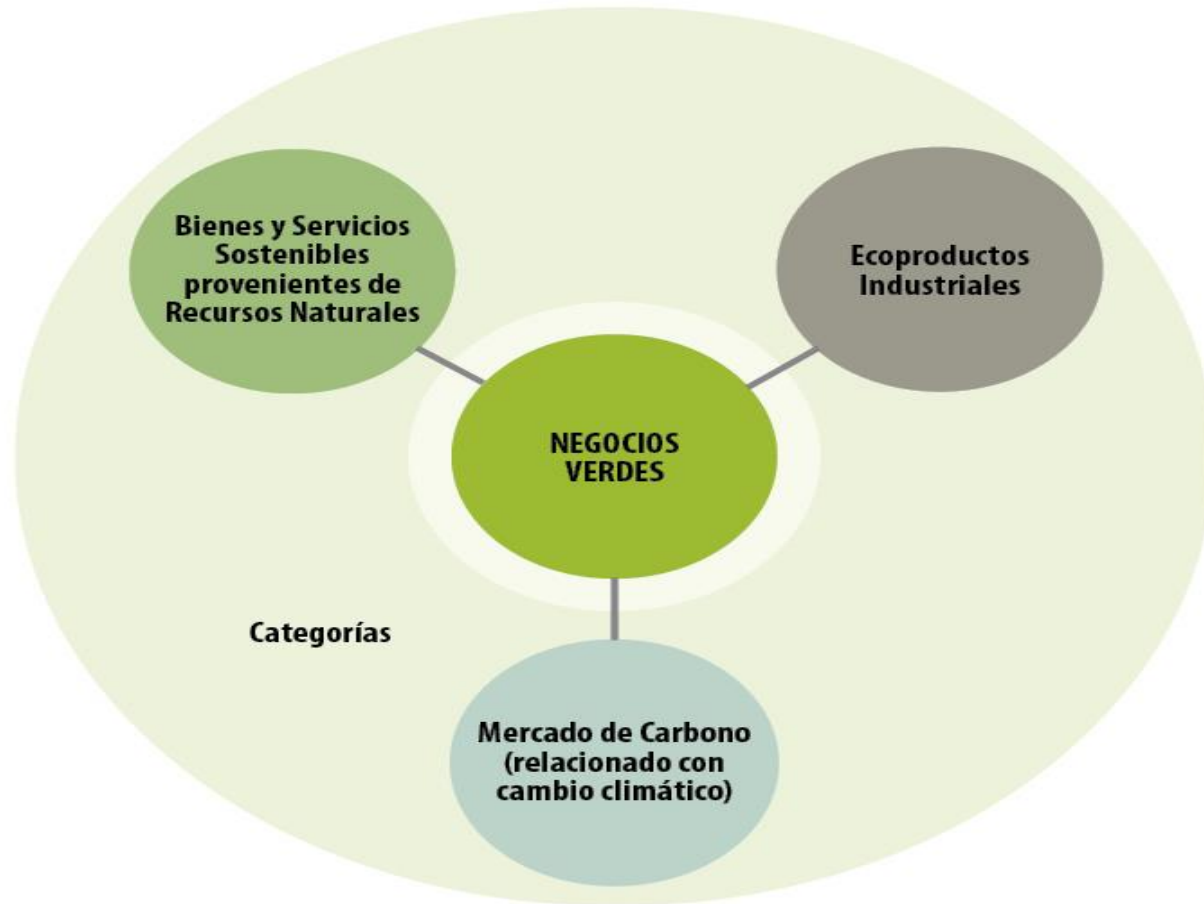 Bienes y Servicios
Sostenibles
provenientes de
Recursos Naturales
Ecoproductos
Industriales
NEGOCIOS
VERDES
Categorías
Mercado de Carbono
(relacionado con
cambio climático)